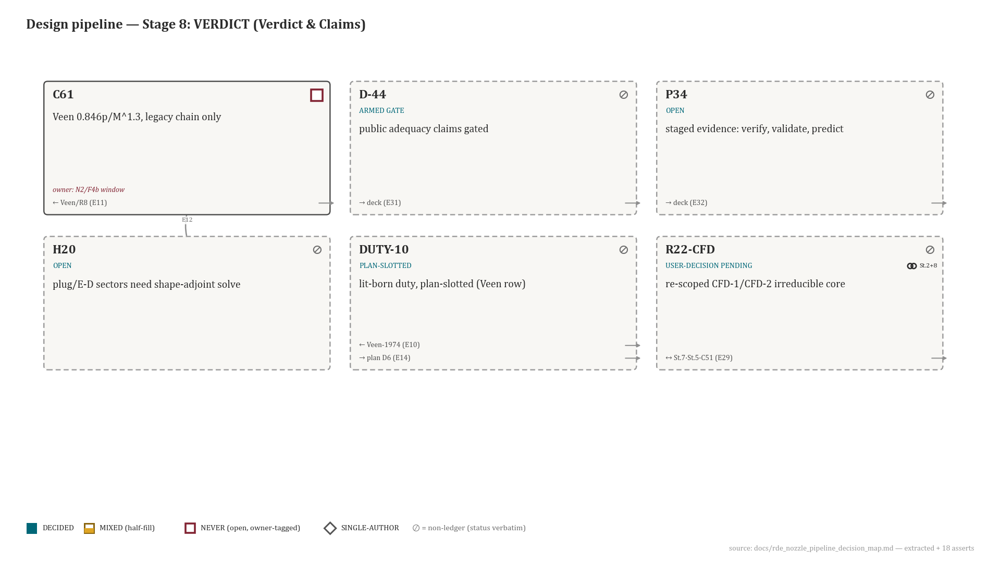 Design pipeline — Stage 8: VERDICT (Verdict & Claims)
C61
Veen 0.846p/M^1.3, legacy chain only
owner: N2/F4b window
← Veen/R8 (E11)
D-44
ARMED GATE
public adequacy claims gated
→ deck (E31)
P34
OPEN
staged evidence: verify, validate, predict
→ deck (E32)
E12
H20
OPEN
plug/E-D sectors need shape-adjoint solve
DUTY-10
PLAN-SLOTTED
lit-born duty, plan-slotted (Veen row)
← Veen-1974 (E10)
→ plan D6 (E14)
R22-CFD
USER-DECISION PENDING
St.2+8
re-scoped CFD-1/CFD-2 irreducible core
↔ St.7·St.5·C51 (E29)
DECIDED
MIXED (half-fill)
NEVER (open, owner-tagged)
SINGLE-AUTHOR
∅ = non-ledger (status verbatim)
source: docs/rde_nozzle_pipeline_decision_map.md — extracted + 18 asserts